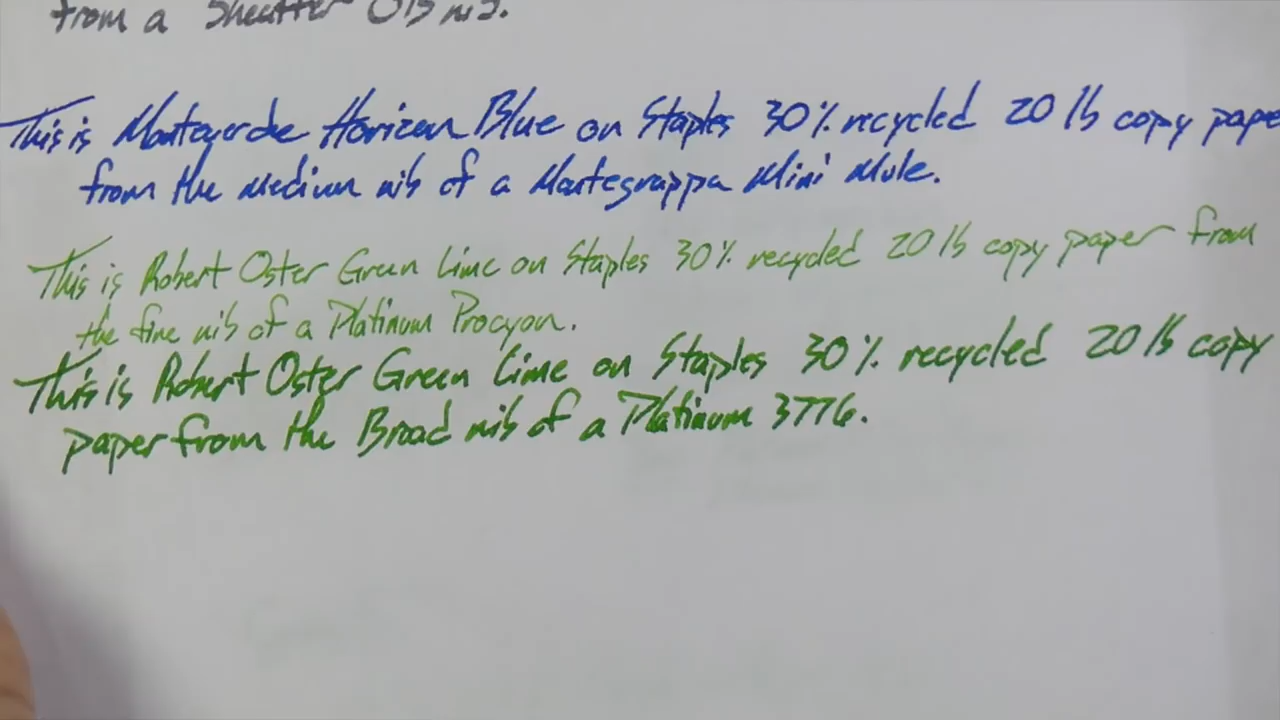 from a Sheaffer
This is Monteverde Horizon Blue on Staples 30% recycled 20 lb copy pape
from the Medium nib of a Montegrappa Mini Mule.
This is Robert Oster Green Lime on Staples 30% recycled 20 lb copy paper from
the fine nib of a Platinum Procyon.
This is Robert Oster Green Lime on Staples 30% recycled 20 lb copy
paper from the Broad nib of a Platinum 3776.